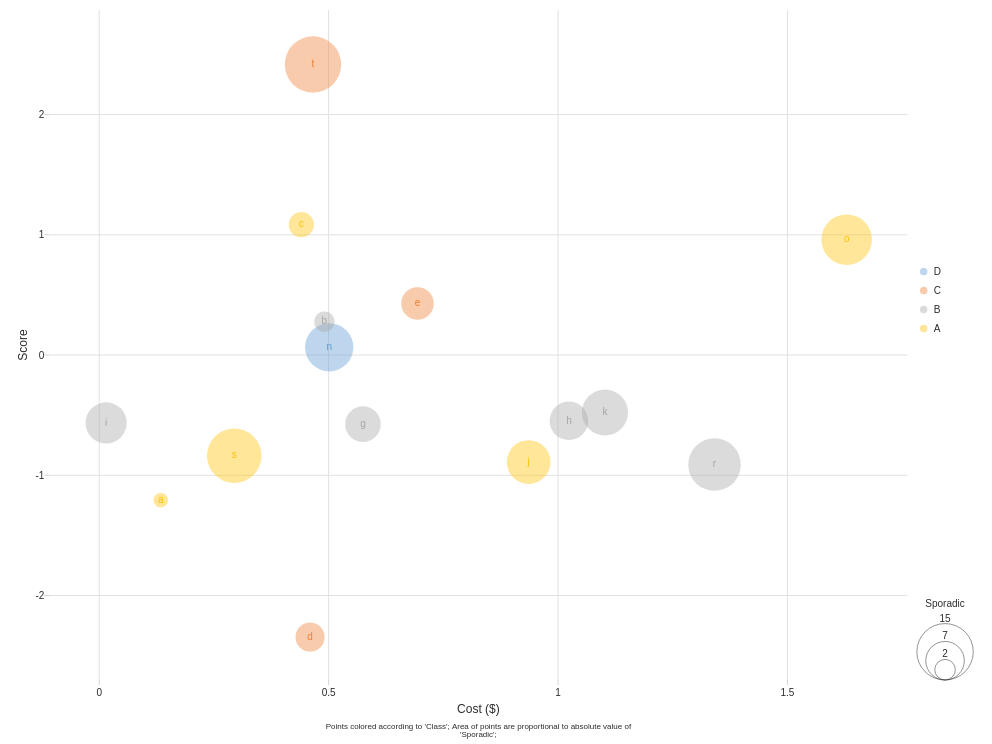 t
2
c
1
o
D
C
e
B
b
A
Score
0
n
k
i
g
h
s
j
r
-1
a
-2
Sporadic
15
7
d
2
0
0.5
1
1.5
Cost ($)
Points colored according to 'Class'; Area of points are proportional to absolute value of
'Sporadic';